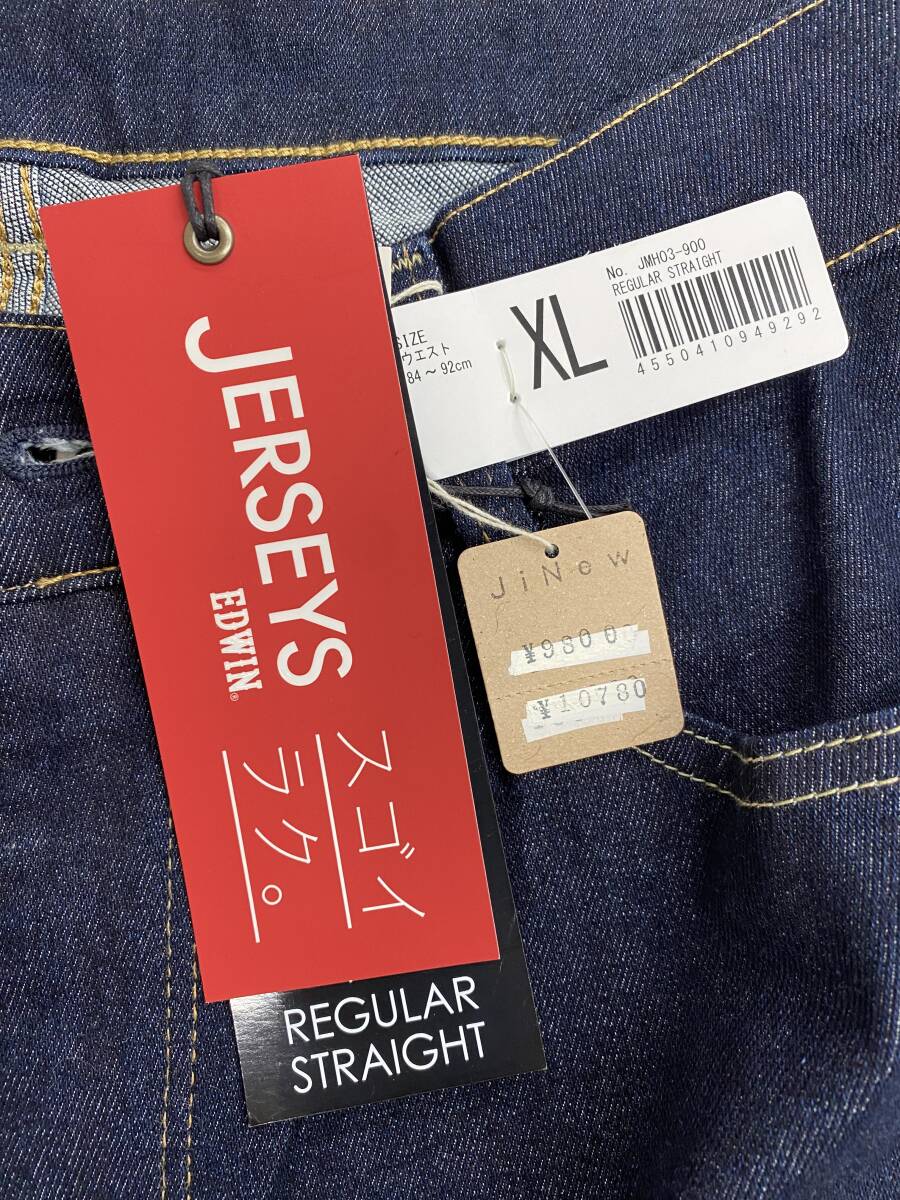 JERSEYS
EDWIN®
スゴイ
ラク。
REGULAR
STRAIGHT
SIZE
ウエスト
84～92cm
XL
No. JMH03-900
REGULAR STRAIGHT
4550410949292
JiNew
¥9800
¥10780